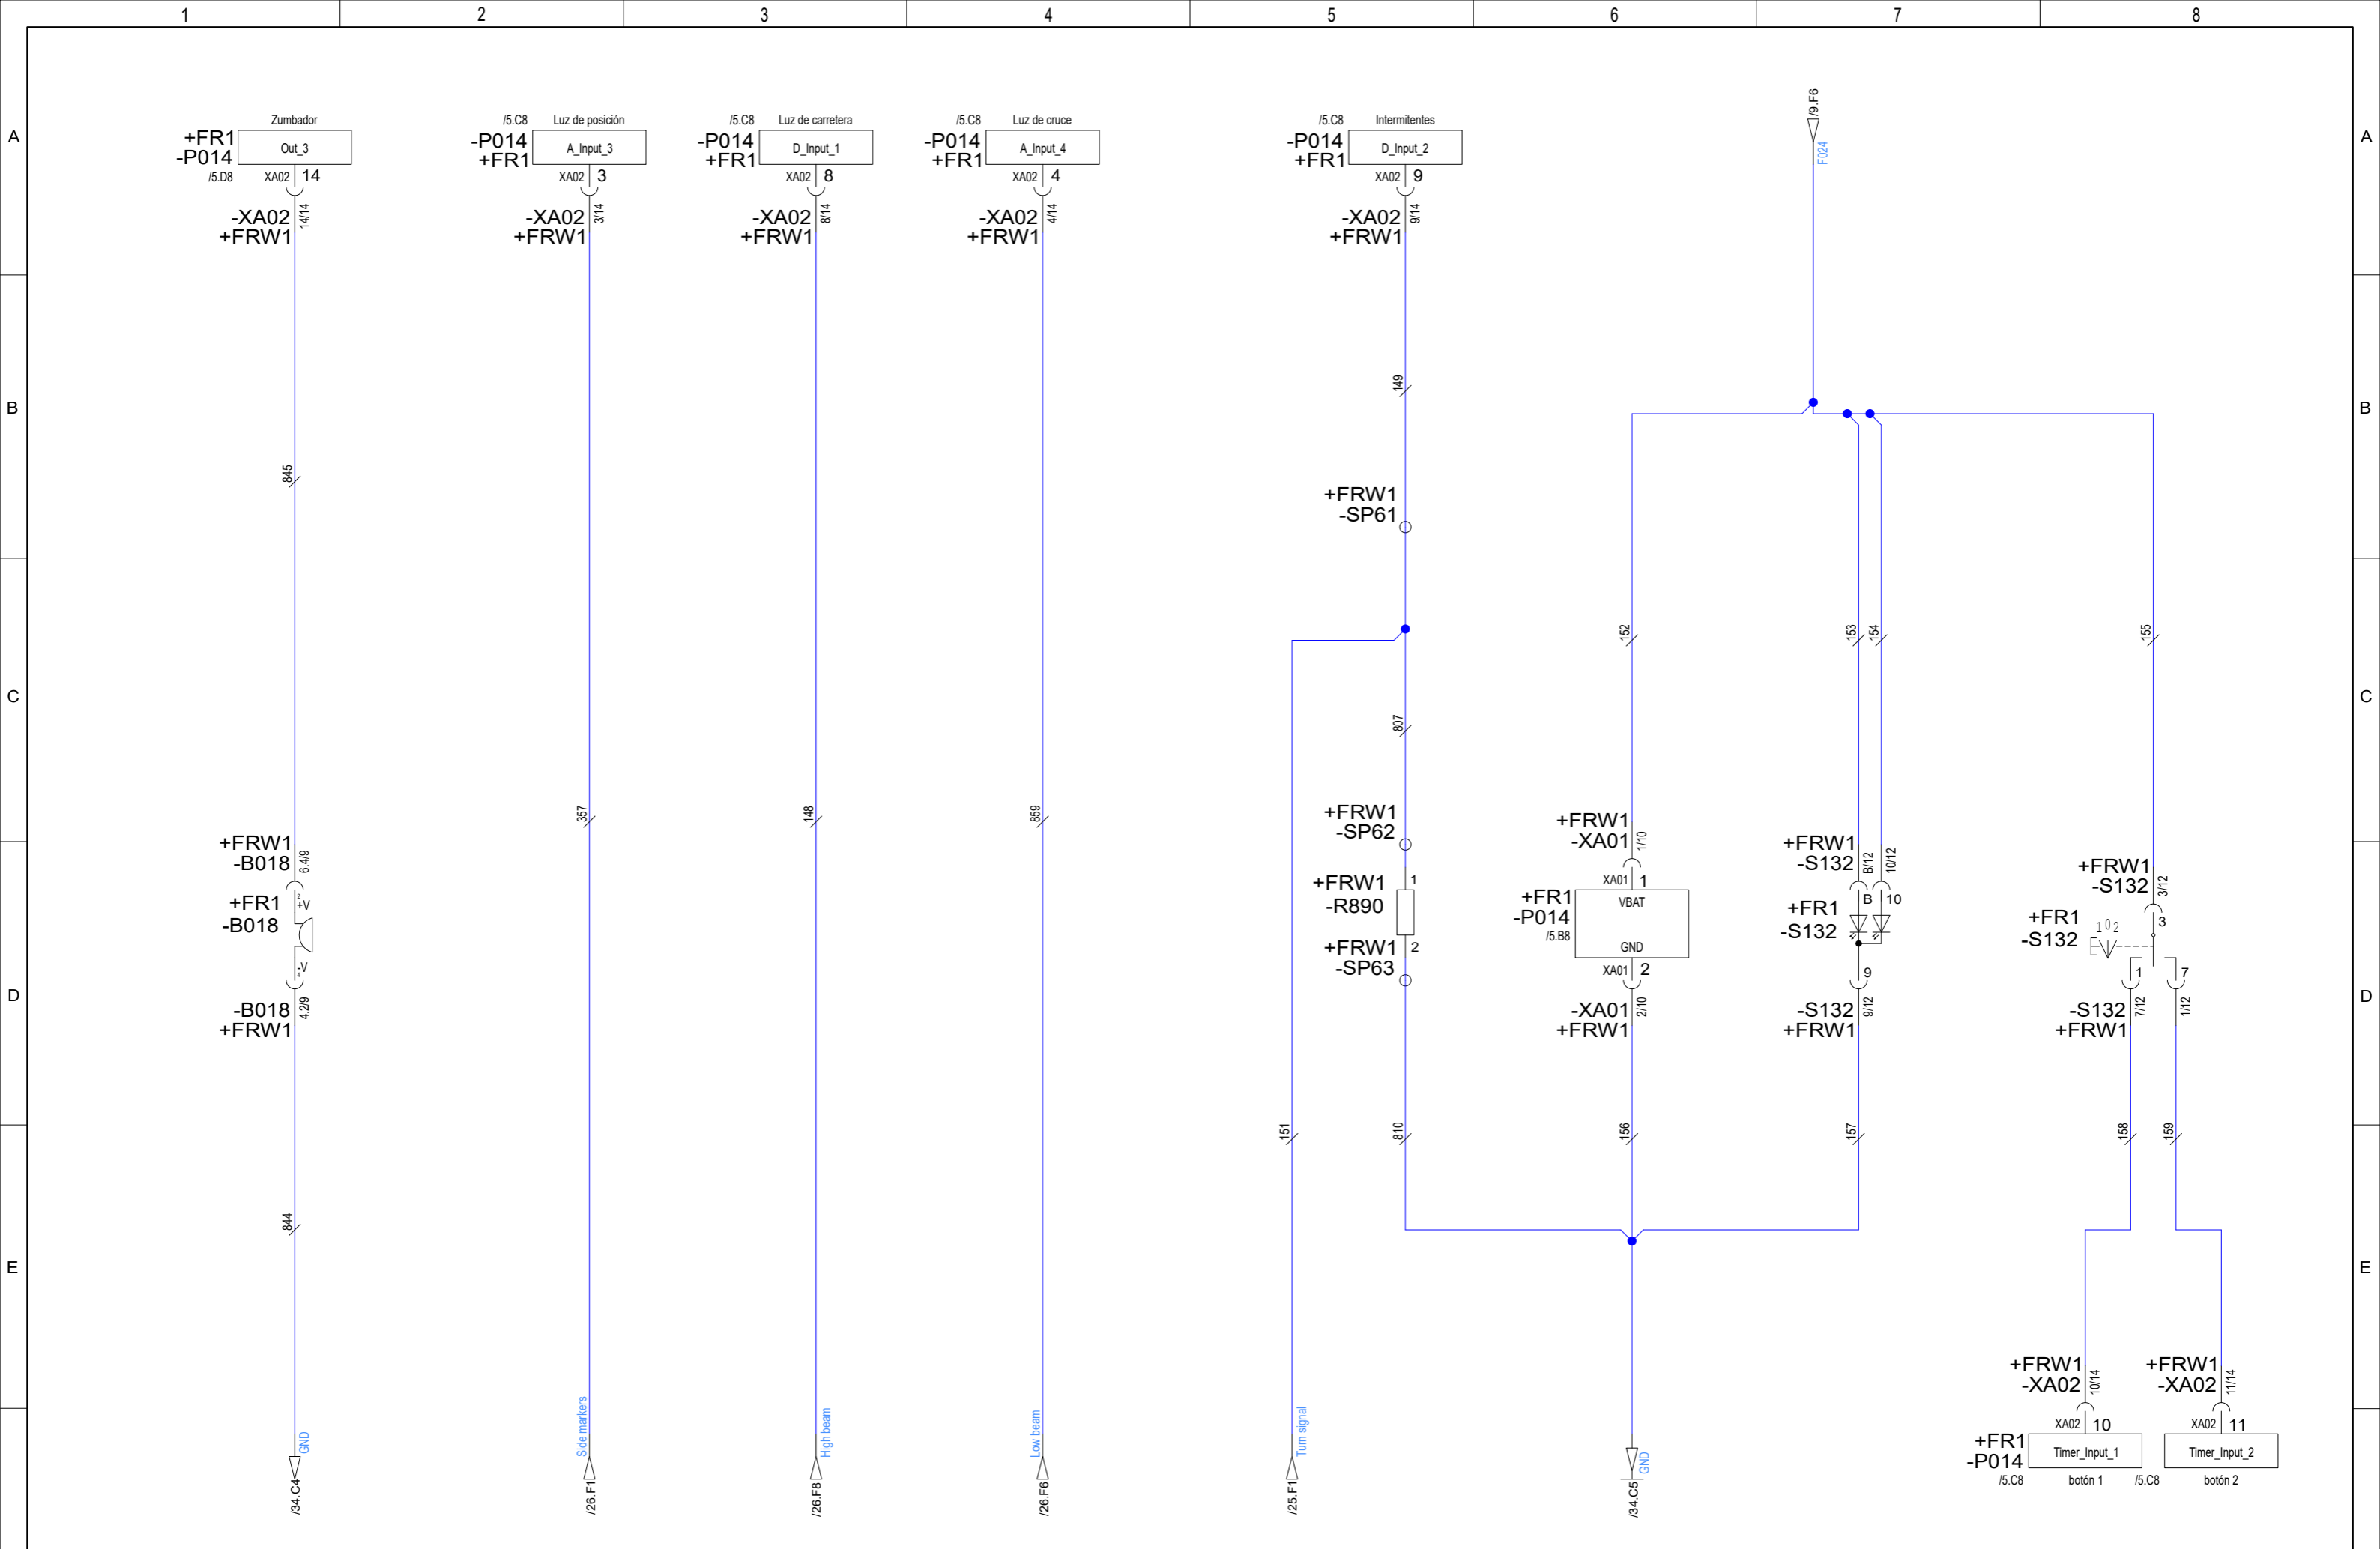 1 2 3 4 5 6 7 8
A
B
C
D
E
A
B
C
D
E
Zumbador
+FR1
-P014
Out_3
/5.D8
XA02 14
-XA02
+FRW1
14/14
845
+FRW1
-B018
6.4/9
+FR1
-B018
2
+V
-V
4
-B018
+FRW1
4.2/9
844
GND
/34.C4
/5.C8
Luz de posición
-P014
+FR1
A_Input_3
XA02 3
-XA02
+FRW1
3/14
357
Side markers
/26.F1
/5.C8
Luz de carretera
-P014
+FR1
D_Input_1
XA02 8
-XA02
+FRW1
8/14
148
High beam
/26.F8
/5.C8
Luz de cruce
-P014
+FR1
A_Input_4
XA02 4
-XA02
+FRW1
4/14
859
Low beam
/26.F6
/5.C8
Intermitentes
-P014
+FR1
D_Input_2
XA02 9
-XA02
+FRW1
9/14
149
+FRW1
-SP61
807
+FRW1
-SP62
+FRW1
-R890
1
2
+FRW1
-SP63
151
810
Turn signal
/25.F1
/9.F6
F024
152
+FRW1
-XA01
1/10
XA01 1
+FR1
-P014
/5.B8
VBAT
GND
XA01 2
-XA01
+FRW1
2/10
156
GND
/34.C5
153
154
+FRW1
-S132
B/12
10/12
B 10
+FR1
-S132
9
-S132
+FRW1
9/12
157
155
+FRW1
-S132
3/12
3
+FR1
-S132
1 0 2
1 7
-S132
+FRW1
7/12
1/12
158
159
+FRW1
-XA02
10/14
+FRW1
-XA02
11/14
XA02 10
XA02 11
+FR1
-P014
Timer_Input_1
Timer_Input_2
/5.C8
botón 1
/5.C8
botón 2